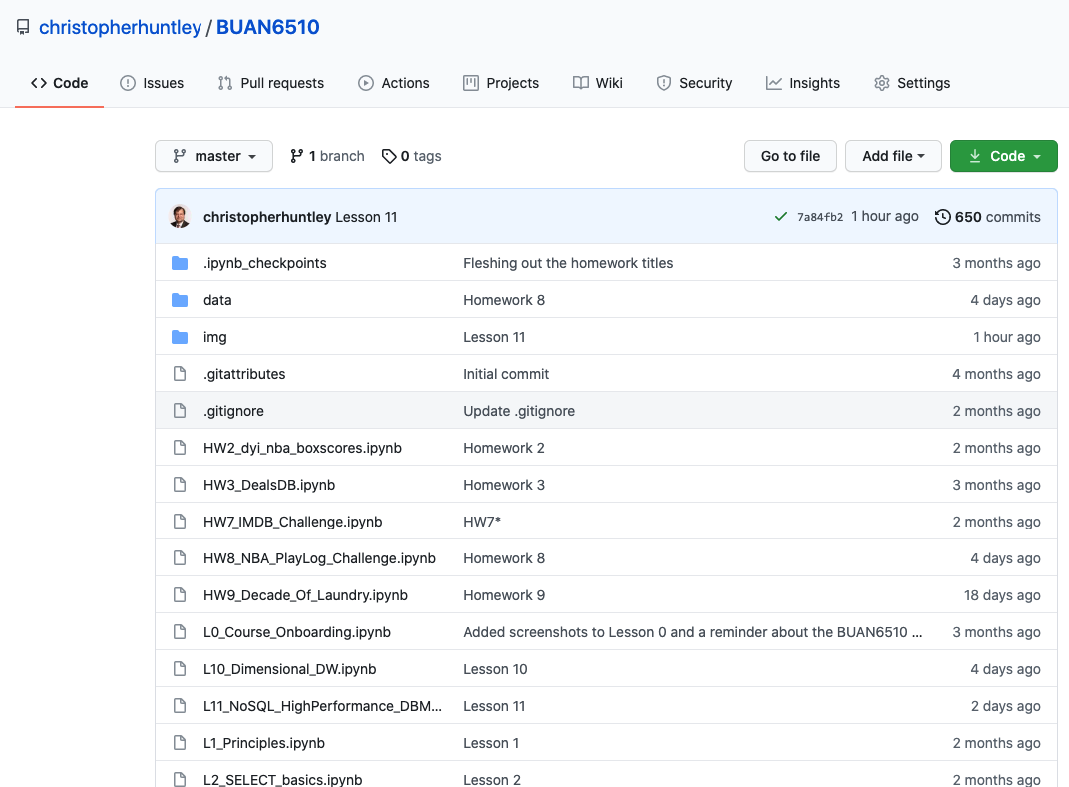 christopherhuntley / BUAN6510
Code Issues Pull requests Actions Projects Wiki Security Insights Settings
master 1 branch 0 tags Go to file Add file Code
christopherhuntley Lesson 11 7a84fb2 1 hour ago 650 commits
.ipynb_checkpoints Fleshing out the homework titles 3 months ago
data Homework 8 4 days ago
img Lesson 11 1 hour ago
.gitattributes Initial commit 4 months ago
.gitignore Update .gitignore 2 months ago
HW2_dyi_nba_boxscores.ipynb Homework 2 2 months ago
HW3_DealsDB.ipynb Homework 3 3 months ago
HW7_IMDB_Challenge.ipynb HW7* 2 months ago
HW8_NBA_PlayLog_Challenge.ipynb Homework 8 4 days ago
HW9_Decade_Of_Laundry.ipynb Homework 9 18 days ago
L0_Course_Onboarding.ipynb Added screenshots to Lesson 0 and a reminder about the BUAN6510 ... 3 months ago
L10_Dimensional_DW.ipynb Lesson 10 4 days ago
L11_NoSQL_HighPerformance_DBM... Lesson 11 2 days ago
L1_Principles.ipynb Lesson 1 2 months ago
L2_SELECT_basics.ipynb Lesson 2 2 months ago